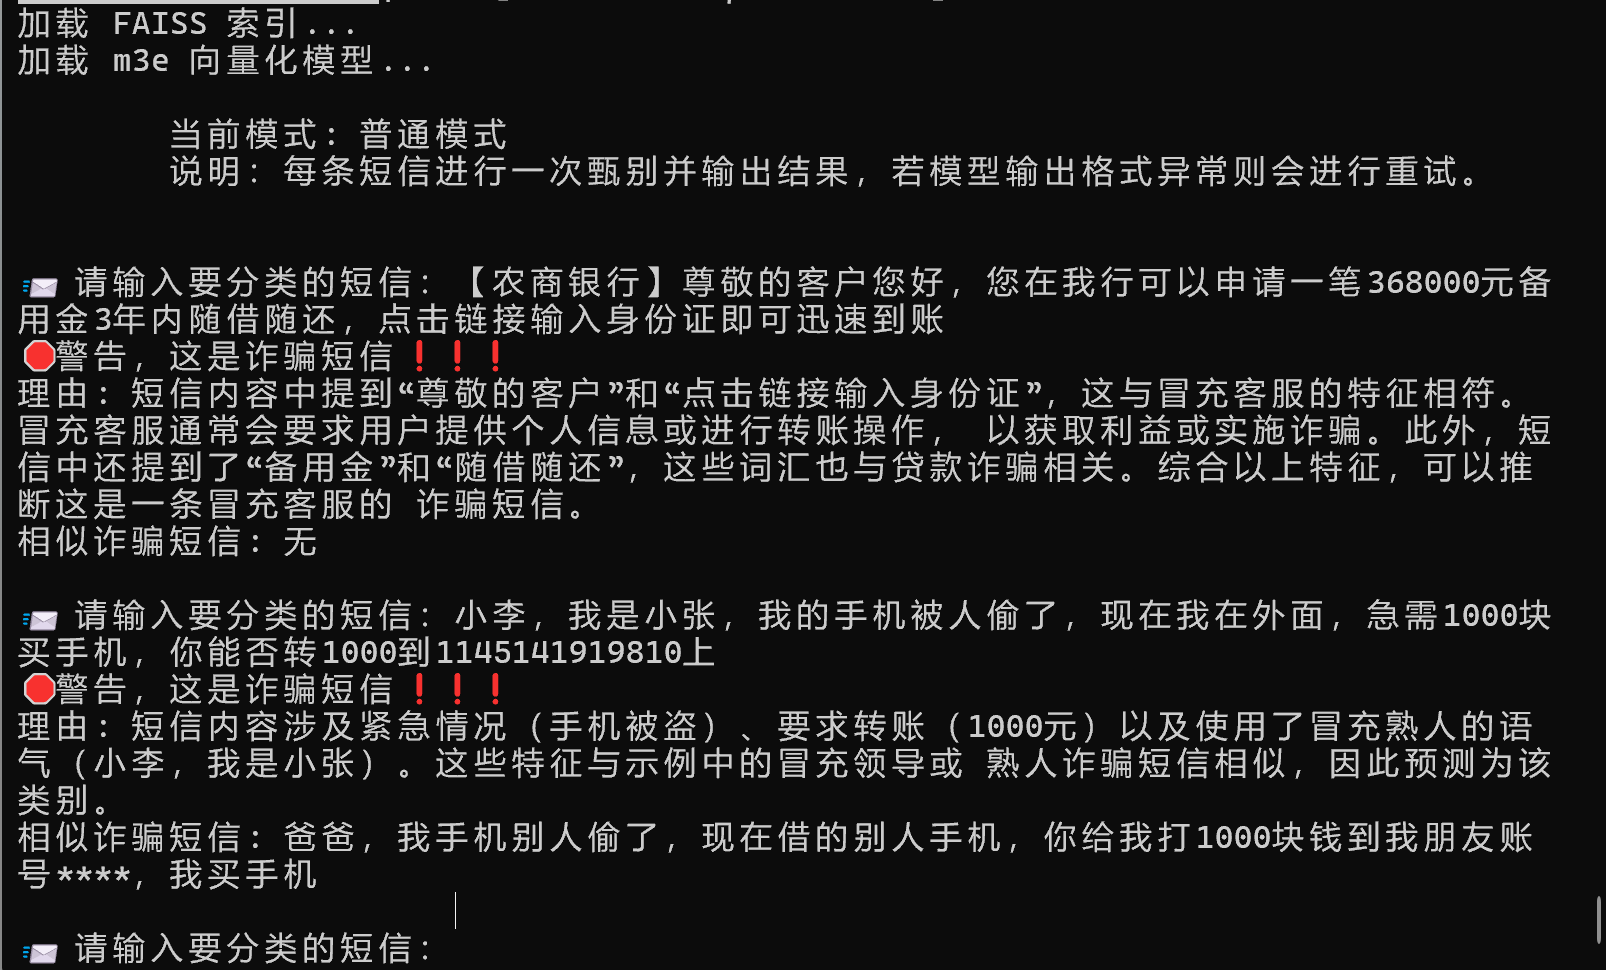 加载 FAISS 索引...
加载 m3e 向量化模型...
当前模式：普通模式
说明：每条短信进行一次甄别并输出结果，若模型输出格式异常则会进行重试。
请输入要分类的短信：【农商银行】尊敬的客户您好，您在我行可以申请一笔368000元备
用金3年内随借随还，点击链接输入身份证即可迅速到账
警告，这是诈骗短信❗❗❗
理由：短信内容中提到“尊敬的客户”和“点击链接输入身份证”，这与冒充客服的特征相符。
冒充客服通常会要求用户提供个人信息或进行转账操作， 以获取利益或实施诈骗。此外，短
信中还提到了“备用金”和“随借随还”，这些词汇也与贷款诈骗相关。综合以上特征，可以推
断这是一条冒充客服的 诈骗短信。
相似诈骗短信：无
请输入要分类的短信：小李，我是小张，我的手机被人偷了，现在我在外面，急需1000块
买手机，你能否转1000到1145141919810上
警告，这是诈骗短信❗❗❗
理由：短信内容涉及紧急情况（手机被盗）、要求转账（1000元）以及使用了冒充熟人的语
气（小李，我是小张）。这些特征与示例中的冒充领导或 熟人诈骗短信相似，因此预测为该
类别。
相似诈骗短信：爸爸，我手机别人偷了，现在借的别人手机，你给我打1000块钱到我朋友账
号****，我买手机
请输入要分类的短信：